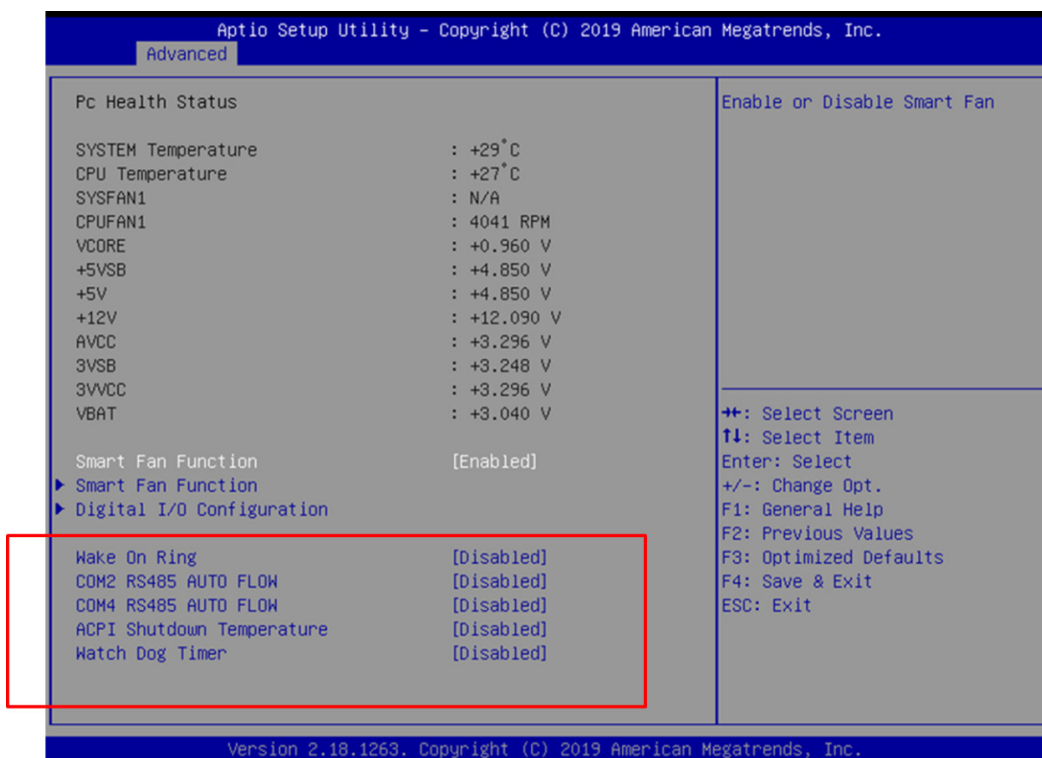 Aptio Setup Utility – Copyright (C) 2019 American Megatrends, Inc.
Advanced
Pc Health Status
SYSTEM Temperature : +29°C
CPU Temperature : +27°C
SYSFAN1 : N/A
CPUFAN1 : 4041 RPM
VCORE : +0.960 V
+5VSB : +4.850 V
+5V : +4.850 V
+12V : +12.090 V
AVCC : +3.296 V
3VSB : +3.248 V
3VVCC : +3.296 V
VBAT : +3.040 V
Smart Fan Function [Enabled]
Smart Fan Function
Digital I/O Configuration
Wake On Ring [Disabled]
COM2 RS485 AUTO FLOW [Disabled]
COM4 RS485 AUTO FLOW [Disabled]
ACPI Shutdown Temperature [Disabled]
Watch Dog Timer [Disabled]
Enable or Disable Smart Fan
→←: Select Screen
↑↓: Select Item
Enter: Select
+/-: Change Opt.
F1: General Help
F2: Previous Values
F3: Optimized Defaults
F4: Save & Exit
ESC: Exit
Version 2.18.1263. Copyright (C) 2019 American Megatrends, Inc.